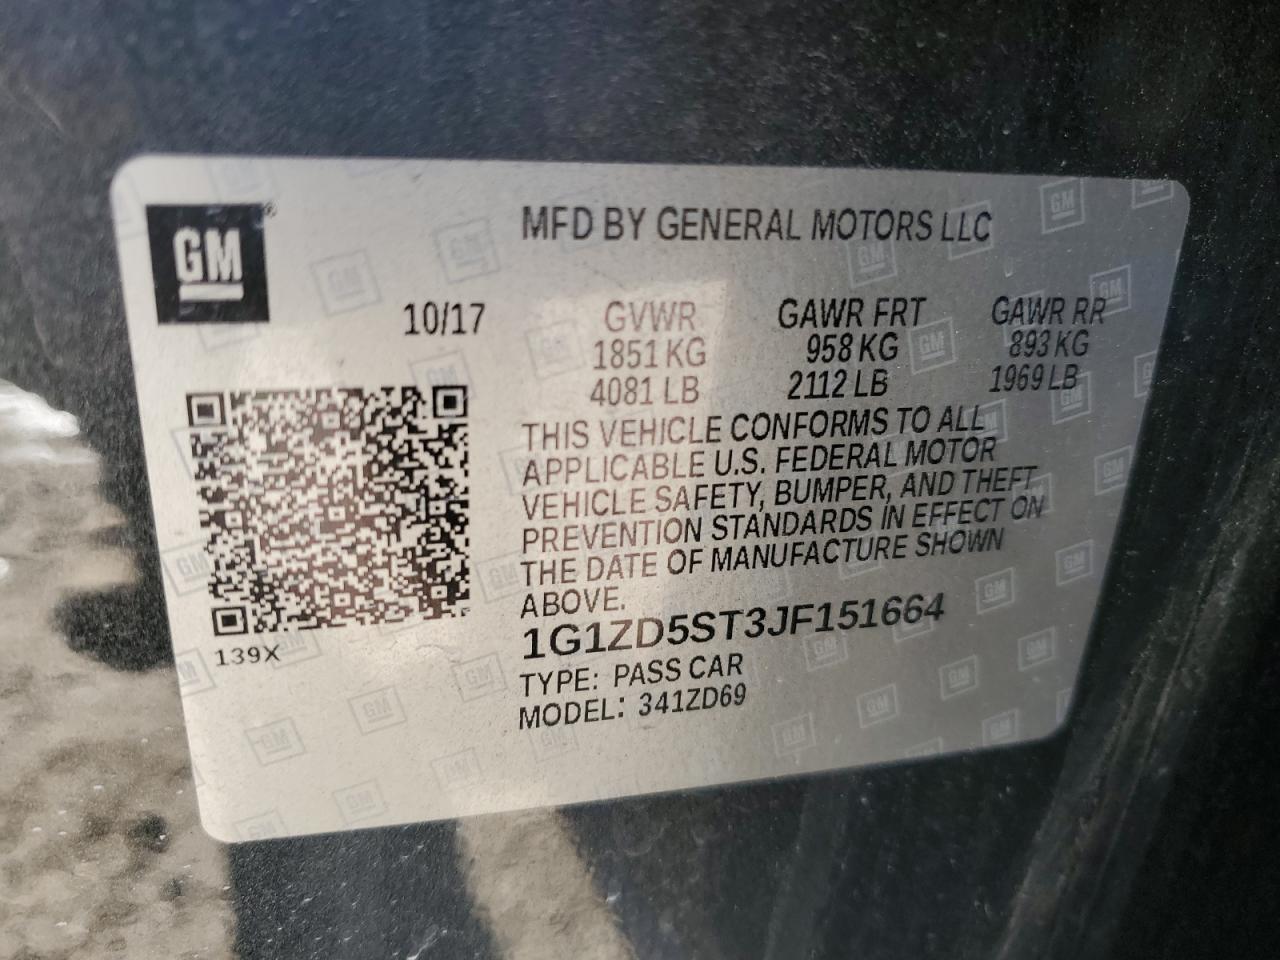 GM
MFD BY GENERAL MOTORS LLC
10/17
GVWR GAWR FRT GAWR RR
1851 KG 958 KG 893 KG
4081 LB 2112 LB 1969 LB
THIS VEHICLE CONFORMS TO ALL
APPLICABLE U.S. FEDERAL MOTOR
VEHICLE SAFETY, BUMPER, AND THEFT
PREVENTION STANDARDS IN EFFECT ON
THE DATE OF MANUFACTURE SHOWN
ABOVE.
1G1ZD5ST3JF151664
139X
TYPE: PASS CAR
MODEL: 341ZD69